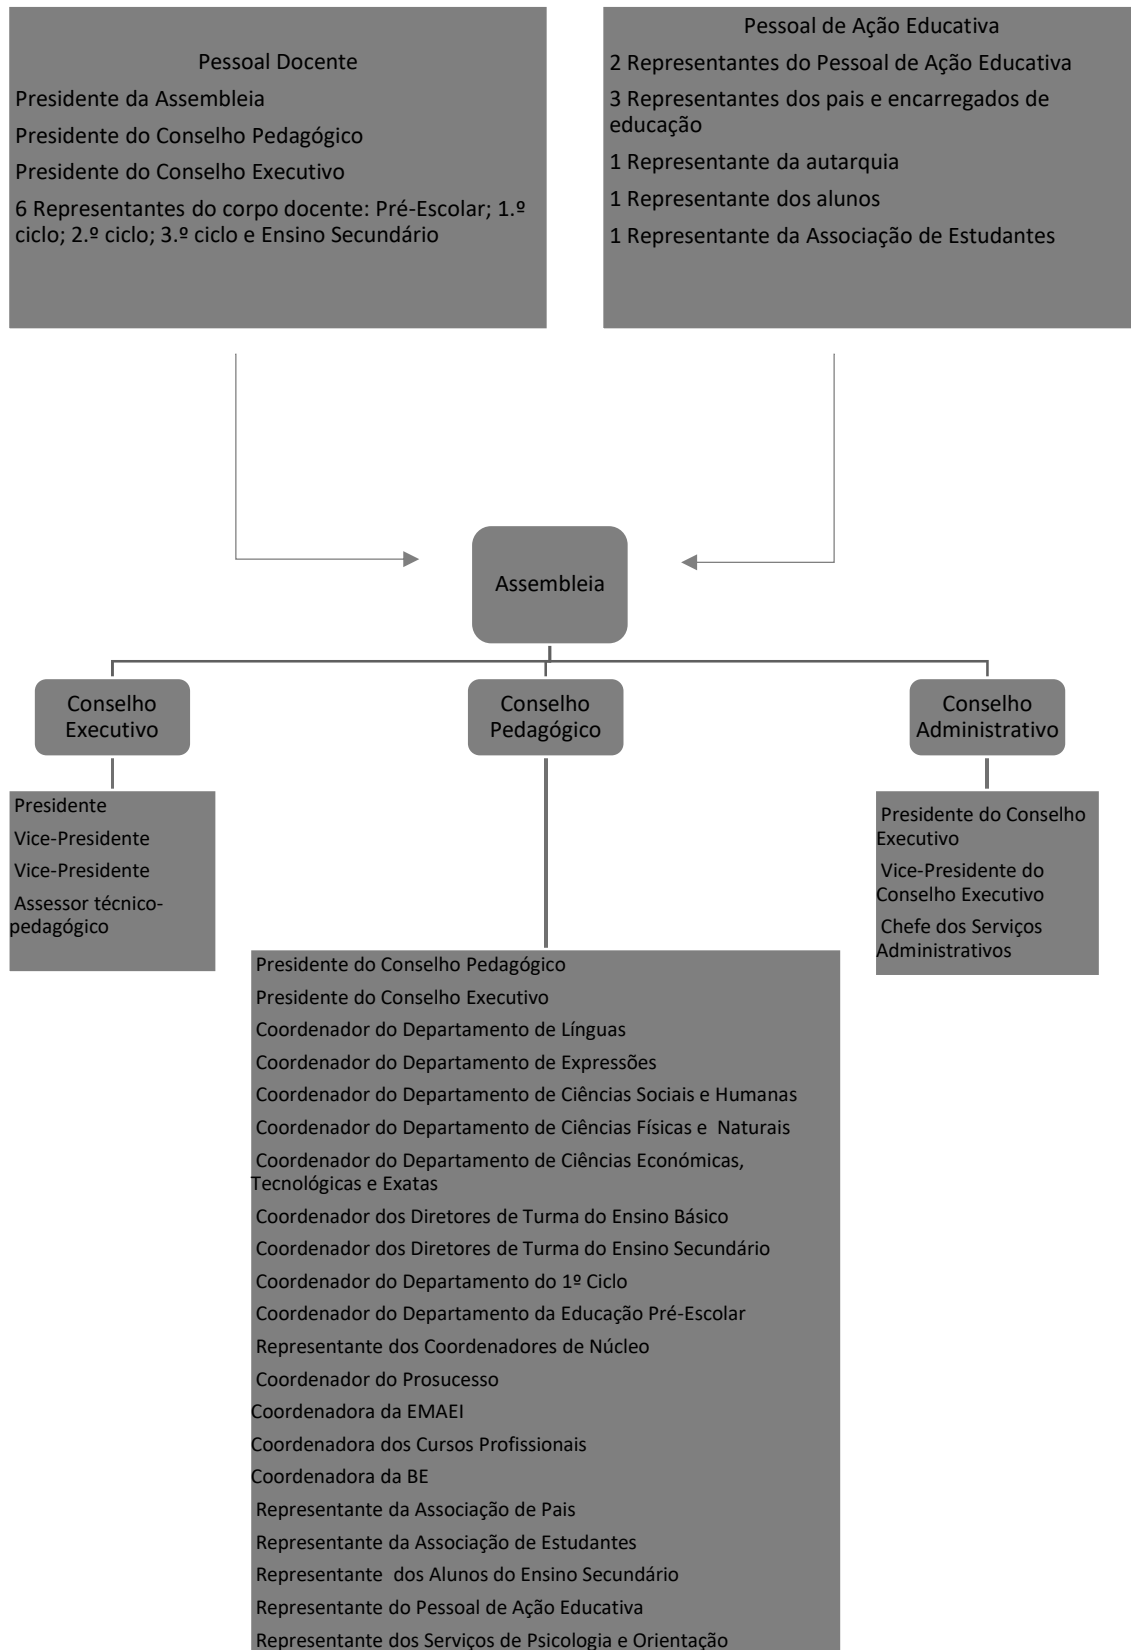 Pessoal Docente
Presidente da Assembleia
Presidente do Conselho Pedagógico
Presidente do Conselho Executivo
6 Representantes do corpo docente: Pré-Escolar; 1.º
ciclo; 2.º ciclo; 3.º ciclo e Ensino Secundário
Pessoal de Ação Educativa
2 Representantes do Pessoal de Ação Educativa
3 Representantes dos pais e encarregados de
educação
1 Representante da autarquia
1 Representante dos alunos
1 Representante da Associação de Estudantes
Assembleia
Conselho
Executivo
Conselho
Pedagógico
Conselho
Administrativo
Presidente
Vice-Presidente
Vice-Presidente
Assessor técnico-
pedagógico
Presidente do Conselho
Executivo
Vice-Presidente do
Conselho Executivo
Chefe dos Serviços
Administrativos
Presidente do Conselho Pedagógico
Presidente do Conselho Executivo
Coordenador do Departamento de Línguas
Coordenador do Departamento de Expressões
Coordenador do Departamento de Ciências Sociais e Humanas
Coordenador do Departamento de Ciências Físicas e  Naturais
Coordenador do Departamento de Ciências Económicas,
Tecnológicas e Exatas
Coordenador dos Diretores de Turma do Ensino Básico
Coordenador dos Diretores de Turma do Ensino Secundário
Coordenador do Departamento do 1º Ciclo
Coordenador do Departamento da Educação Pré-Escolar
Representante dos Coordenadores de Núcleo
Coordenador do Prosucesso
Coordenadora da EMAEI
Coordenadora dos Cursos Profissionais
Coordenadora da BE
Representante da Associação de Pais
Representante da Associação de Estudantes
Representante  dos Alunos do Ensino Secundário
Representante do Pessoal de Ação Educativa
Representante dos Serviços de Psicologia e Orientação